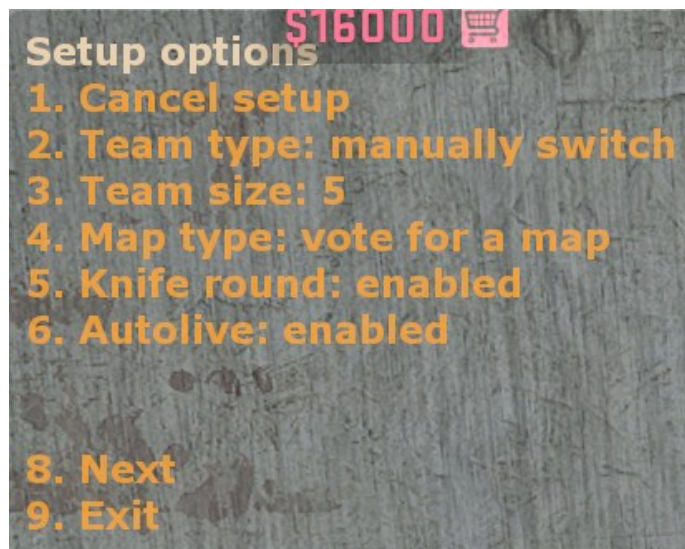 $16000
Setup options
1. Cancel setup
2. Team type: manually switch
3. Team size: 5
4. Map type: vote for a map
5. Knife round: enabled
6. Autolive: enabled
8. Next
9. Exit